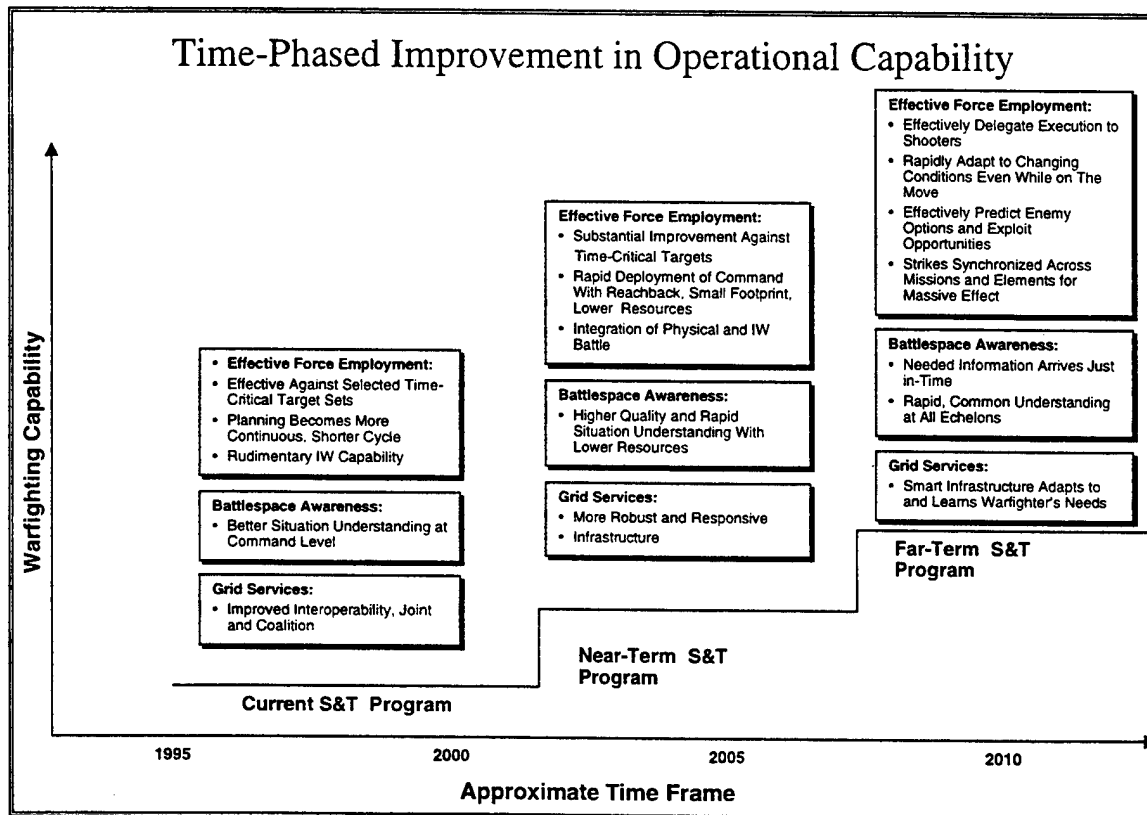 Time-Phased Improvement in Operational Capability
Warfighting Capability
• Effective Force Employment:
• Effective Against Selected Time-
Critical Target Sets
• Planning Becomes More
Continuous, Shorter Cycle
• Rudimentary IW Capability
Battlespace Awareness:
• Better Situation Understanding at
Command Level
Grid Services:
• Improved Interoperability, Joint
and Coalition
Current S&T Program
Effective Force Employment:
• Substantial Improvement Against
Time-Critical Targets
• Rapid Deployment of Command
With Reachback, Small Footprint,
Lower Resources
• Integration of Physical and IW
Battle
Battlespace Awareness:
• Higher Quality and Rapid
Situation Understanding With
Lower Resources
Grid Services:
• More Robust and Responsive
• Infrastructure
Near-Term S&T
Program
Effective Force Employment:
• Effectively Delegate Execution to
Shooters
• Rapidly Adapt to Changing
Conditions Even While on The
Move
• Effectively Predict Enemy
Options and Exploit
Opportunities
• Strikes Synchronized Across
Missions and Elements for
Massive Effect
Battlespace Awareness:
• Needed Information Arrives Just
in-Time
• Rapid, Common Understanding
at All Echelons
Grid Services:
• Smart Infrastructure Adapts to
and Learns Warfighter's Needs
Far-Term S&T
Program
1995 2000 2005 2010
Approximate Time Frame